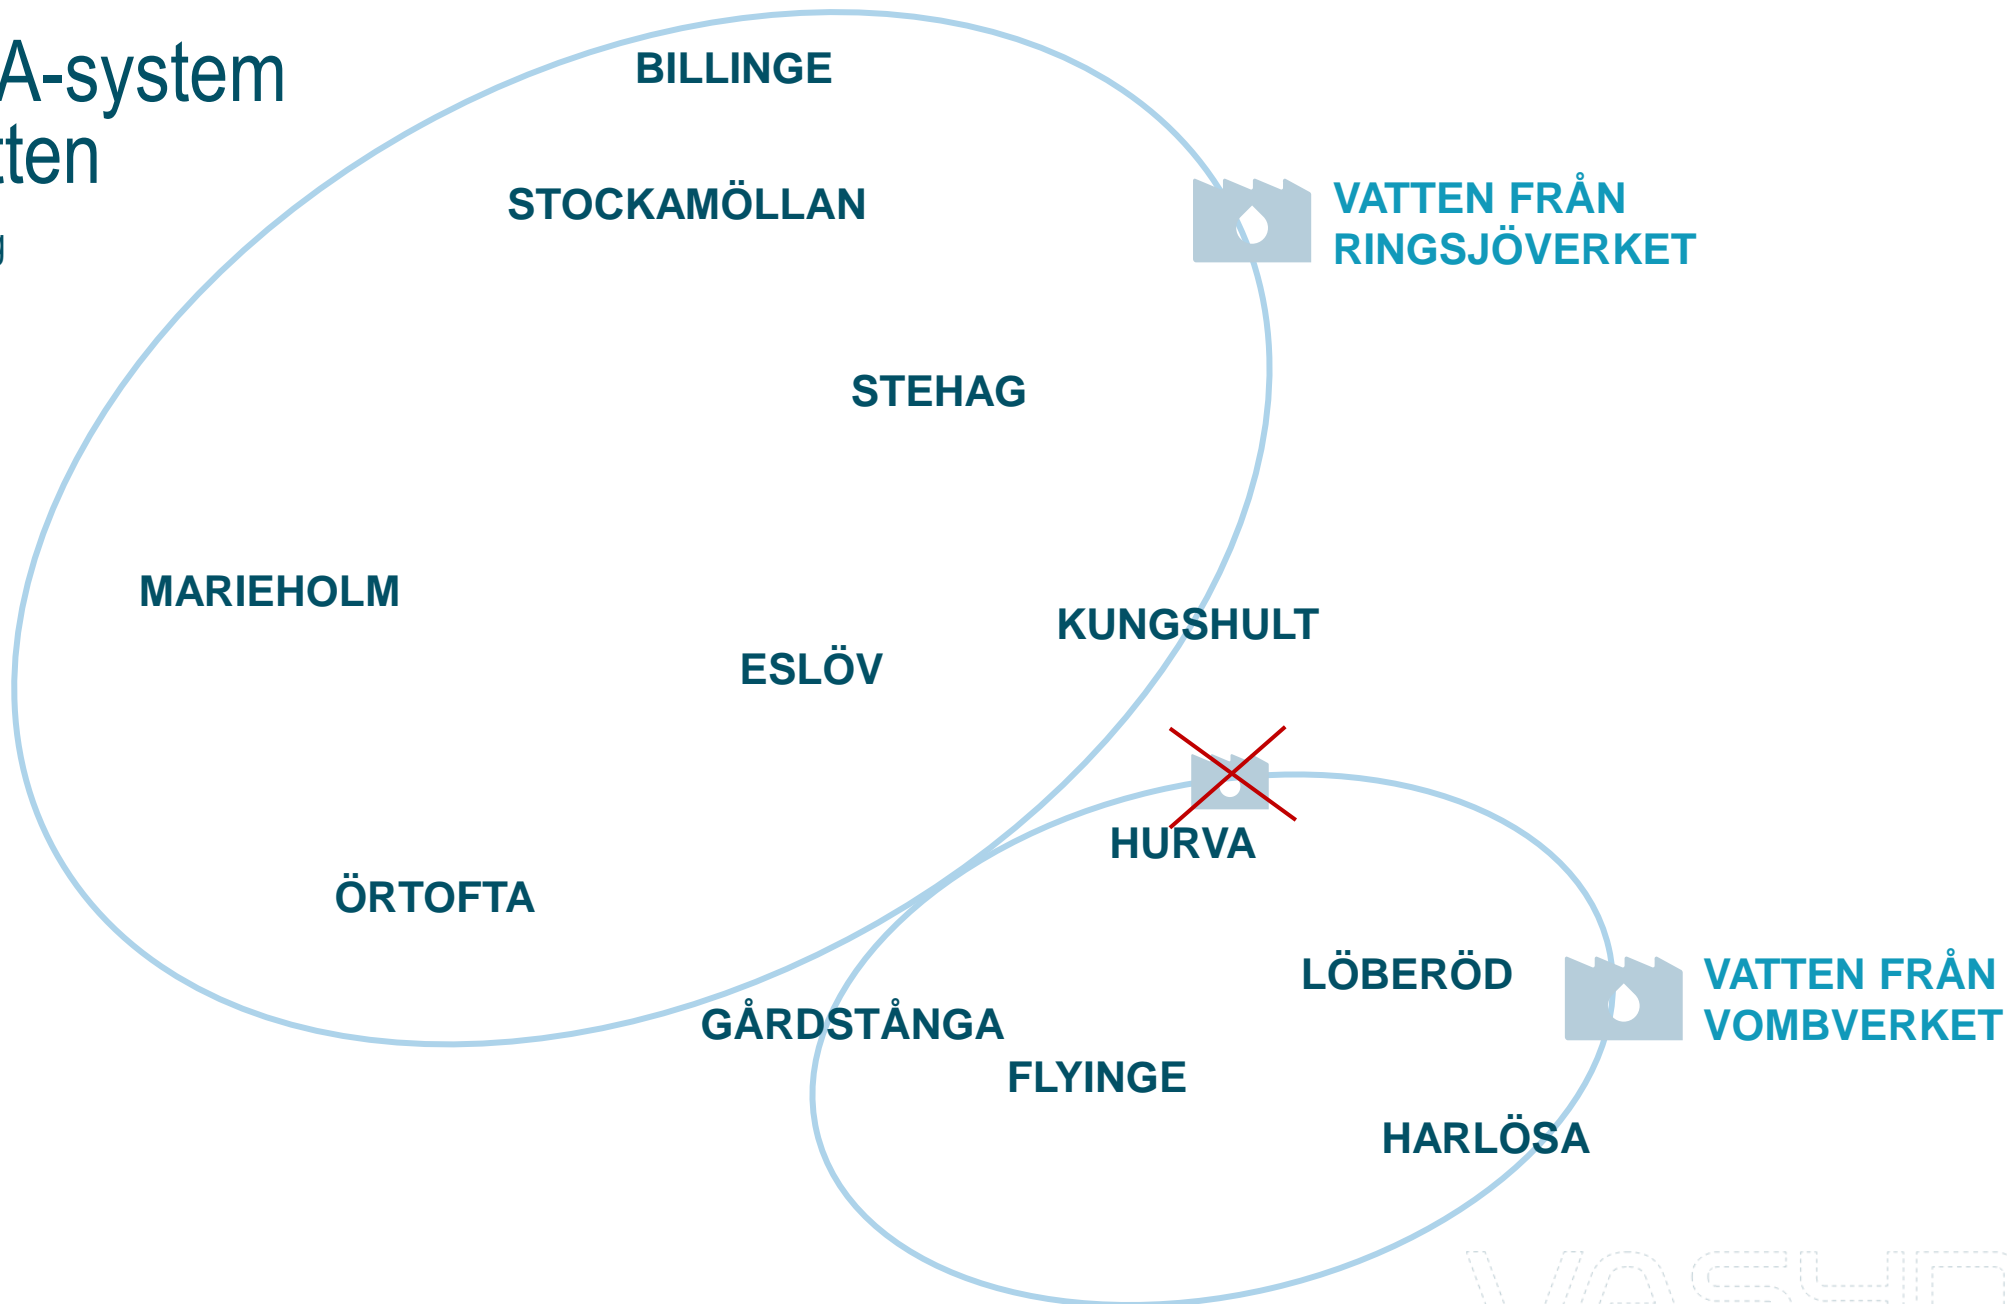 A-system
tten
g
BILLINGE
STOCKAMÖLLAN
VATTEN FRÅN
RINGSJÖVERKET
STEHAG
MARIEHOLM
KUNGSHULT
ESLÖV
HURVA
ÖRTOFTA
LÖBERÖD
VATTEN FRÅN
VOMBVERKET
GÅRDSTÅNGA
FLYINGE
HARLÖSA